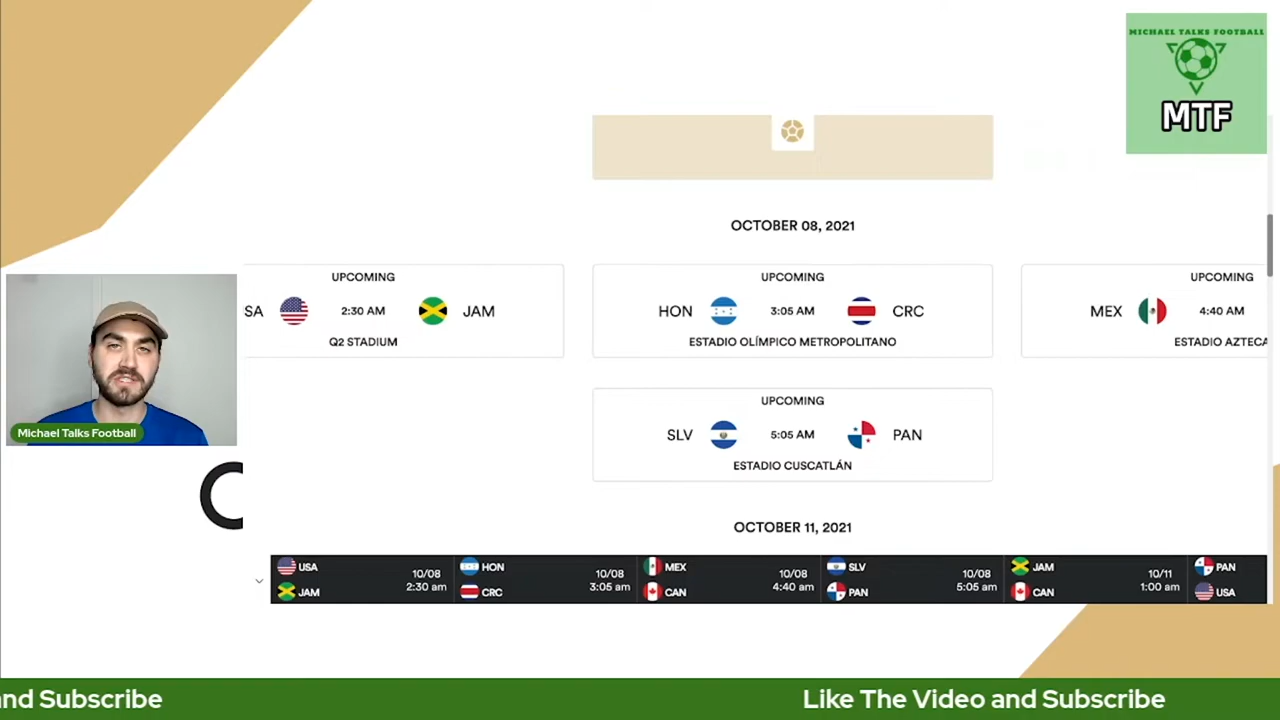 MICHAEL TALKS FOOTBALL
MTF
OCTOBER 08, 2021
UPCOMING
SA 2:30 AM JAM
Q2 STADIUM
UPCOMING
HON 3:05 AM CRC
ESTADIO OLÍMPICO METROPOLITANO
UPCOMING
MEX 4:40 AM
ESTADIO AZTECA
UPCOMING
SLV 5:05 AM PAN
ESTADIO CUSCATLÁN
Michael Talks Football
OCTOBER 11, 2021
USA
JAM
10/08
2:30 am
HON
CRC
10/08
3:05 am
MEX
CAN
10/08
4:40 am
SLV
PAN
10/08
5:05 am
JAM
CAN
10/11
1:00 am
PAN
USA
nd Subscribe
Like The Video and Subscribe